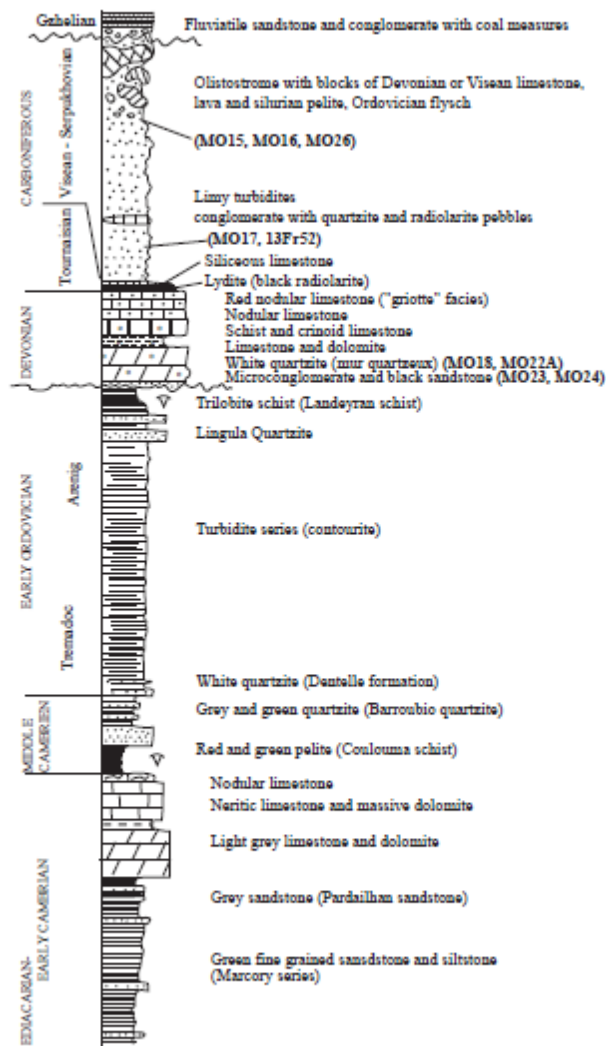 Gzhelian
Fluviatile sandstone and conglomerate with coal measures
CARBONIFEROUS
Visean - Serpukhovian
Olistostrome with blocks of Devonian or Visean limestone,
lava and silurian pelite, Ordovician flysch
(MO15, MO16, MO26)
Tournaisian
Limy turbidites
conglomerate with quartzite and radiolarite pebbles
(MO17, 13Fr52)
Siliceous limestone
Lydite (black radiolarite)
DEVONIAN
Red nodular limestone ("griotte" facies)
Nodular limestone
Schist and crinoid limestone
Limestone and dolomite
White quartzite (mur quartzeux) (MO18, MO22A)
Microconglomerate and black sandstone (MO23, MO24)
EARLY ORDOVICIAN
Arenig
Trilobite schist (Landeyran schist)
Lingula Quartzite
Turbidite series (contourite)
Tremadoc
White quartzite (Dentelle formation)
MIDDLE
CAMBRIEN
Grey and green quartzite (Barroubio quartzite)
Red and green pelite (Coulouma schist)
EDIACARIAN-
EARLY CAMBRIAN
Nodular limestone
Neritic limestone and massive dolomite
Light grey limestone and dolomite
Grey sandstone (Pardailhan sandstone)
Green fine grained sansdstone and siltstone
(Marcory series)